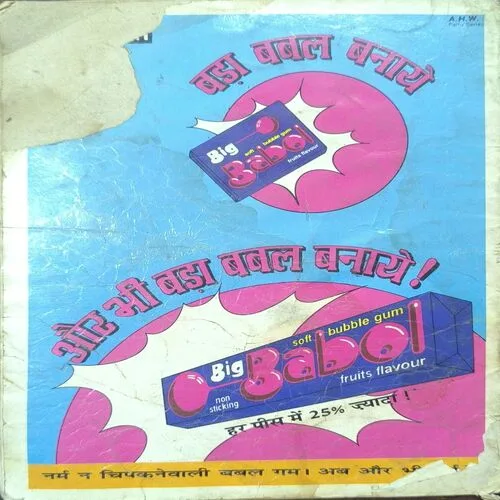 A.H.W.
बड़ा बबल बनाये
Big
Babol
soft bubble gum
fruits flavour
और भी बड़ा बबल बनाये!
Big
Babol
soft bubble gum
fruits flavour
non
sticking
हर पीस में 25% ज़्यादा!
नर्म न चिपकनेवाली बबल गम। अब और भी